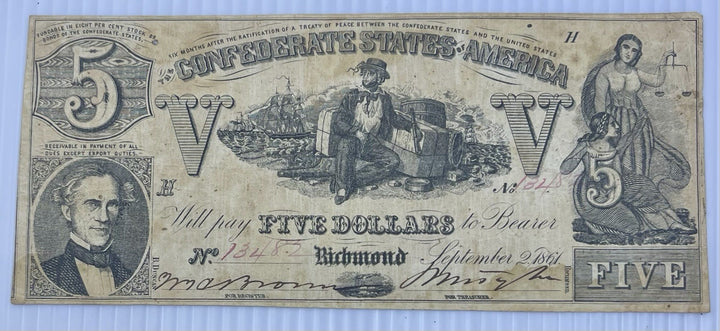 FUNDABLE IN EIGHT PER CENT STOCK OR
BONDS OF THE CONFEDERATE STATES.
SIX MONTHS AFTER THE RATIFICATION OF A TREATY OF PEACE BETWEEN THE CONFEDERATE STATES AND THE UNITED STATES
H
THE CONFEDERATE STATES OF AMERICA
5
V
V
RECEIVABLE IN PAYMENT OF ALL
DUES EXCEPT EXPORT DUTIES.
H
No.
5
Will pay FIVE DOLLARS to Bearer
No. 13482 Richmond September 2, 1861
FOR REGISTER.
FOR TREASURER.
FIVE